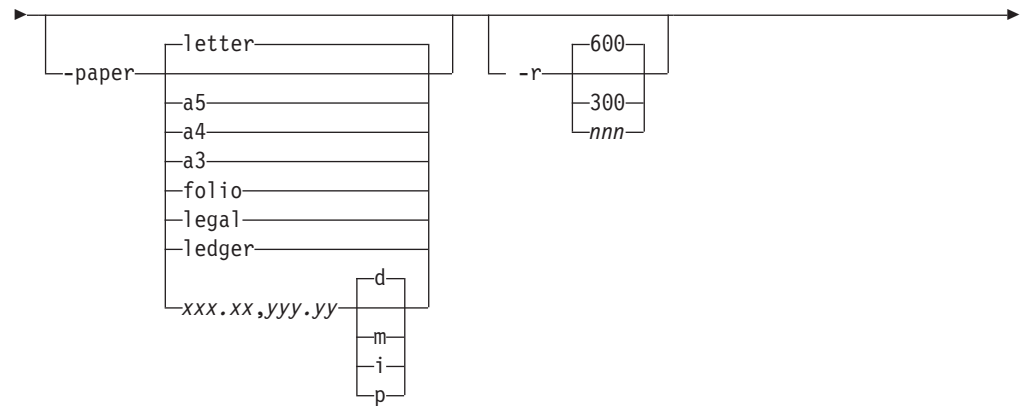 letter 600
-paper -r
a5 300
a4 nnn
a3
folio
legal
ledger
d
xxx.xx,yyy.yy
m
i
p